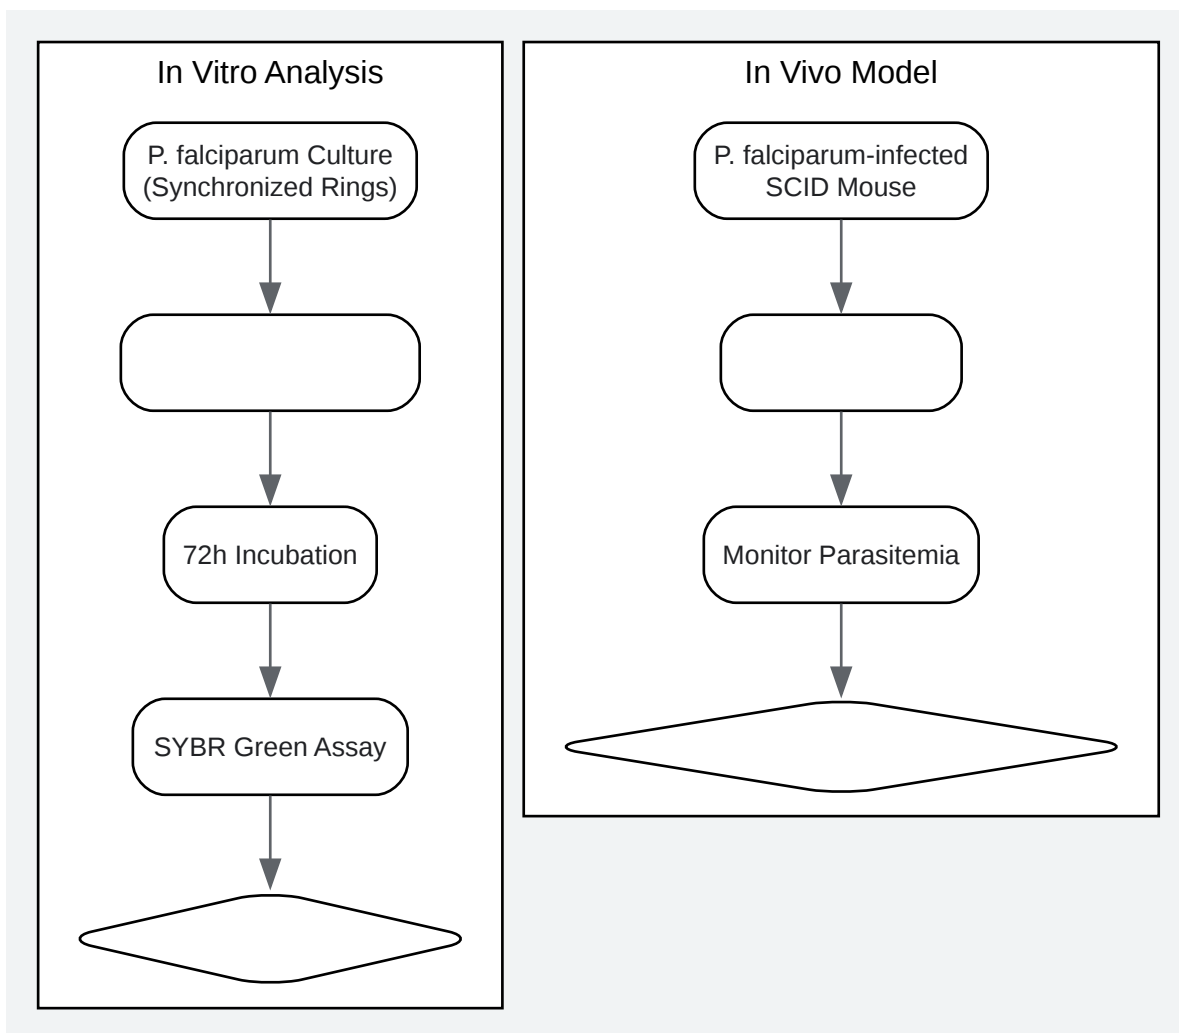 In Vitro Analysis
P. falciparum Culture
(Synchronized Rings)
72h Incubation
SYBR Green Assay
In Vivo Model
P. falciparum-infected
SCID Mouse
Monitor Parasitemia